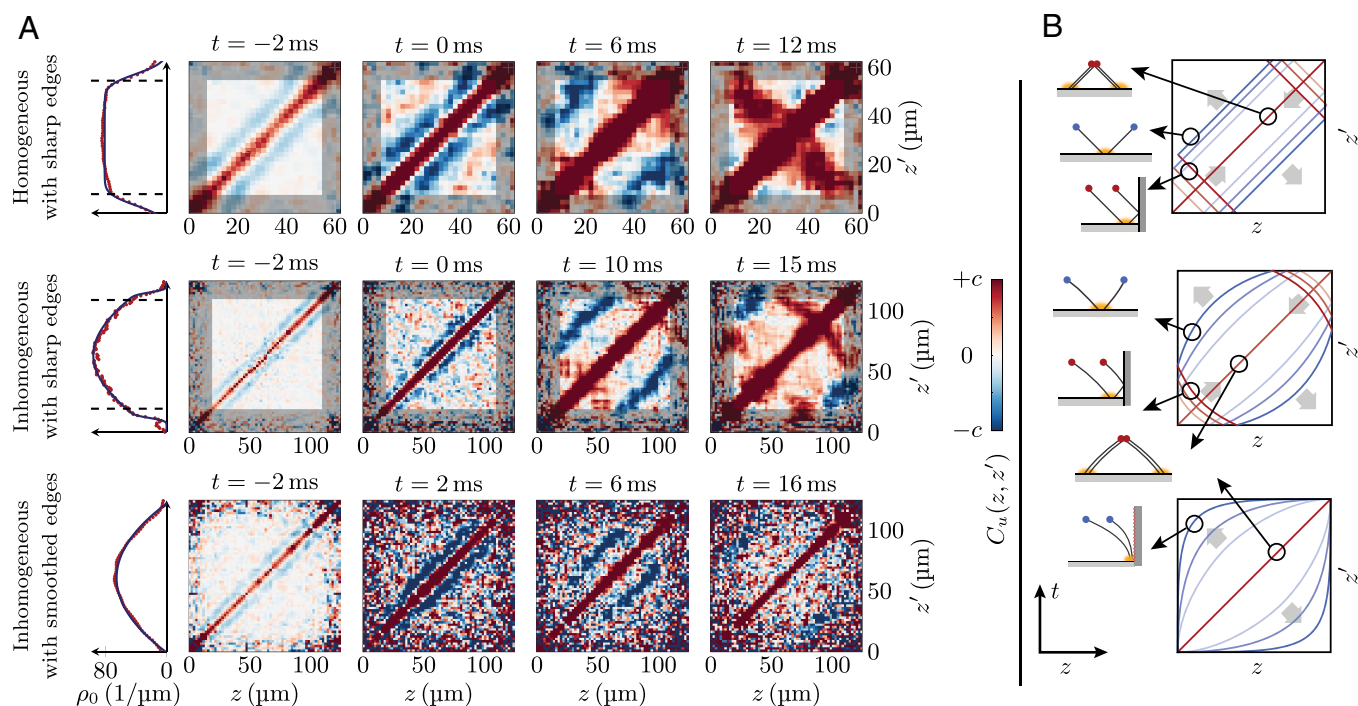 A
B
Homogeneous
with sharp edges
t = −2 ms
t = 0 ms
t = 6 ms
t = 12 ms
60
40
20
0
z′ (µm)
0 20 40 60
0 20 40 60
0 20 40 60
0 20 40 60
Inhomogeneous
with sharp edges
t = −2 ms
t = 0 ms
t = 10 ms
t = 15 ms
100
50
0
z′ (µm)
0 50 100
0 50 100
0 50 100
0 50 100
Inhomogeneous
with smoothed edges
t = −2 ms
t = 2 ms
t = 6 ms
t = 16 ms
100
50
0
z′ (µm)
80 0
ρ₀ (1/µm)
0 50 100
0 50 100
0 50 100
0 50 100
z (µm)
z (µm)
z (µm)
z (µm)
+c
0
−c
C_u(z, z′)
z′
z
z′
z
z′
z
t
z